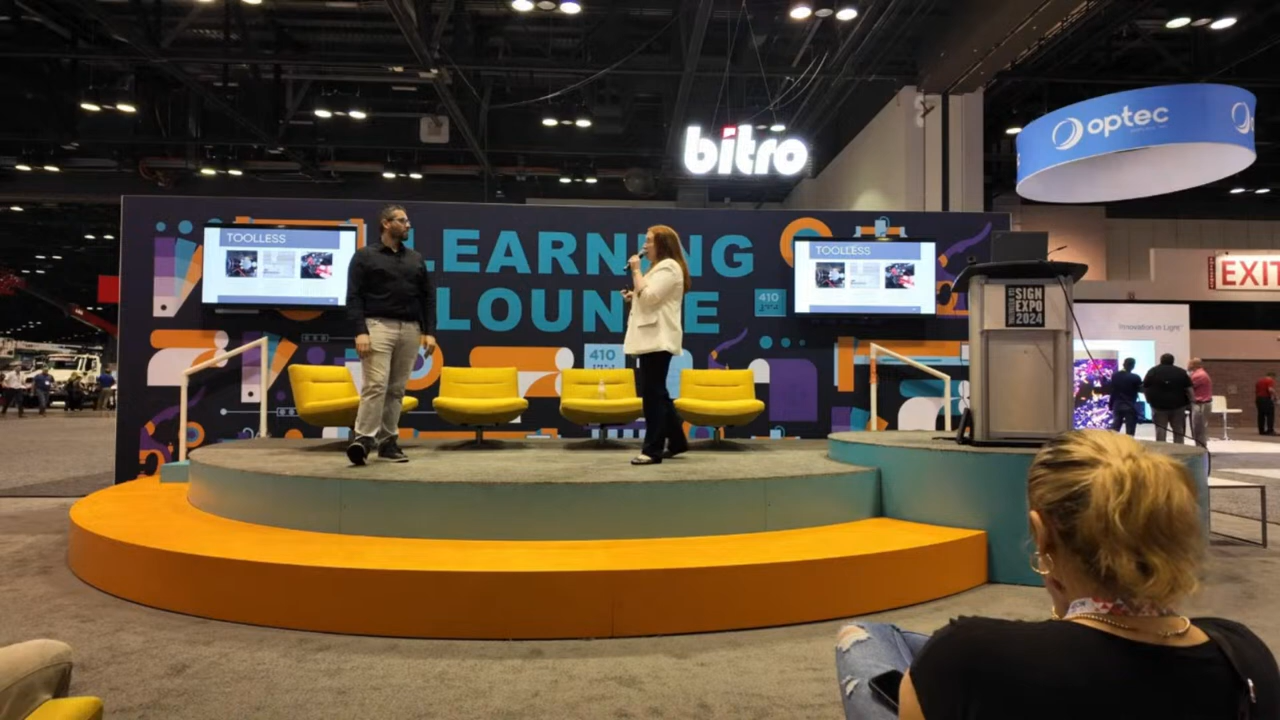 bitro
optec
LEARNING
LOUNGE
TOOLLESS
TOOLLESS
410
410
SIGN
EXPO
2024
EXIT
Innovation in Light